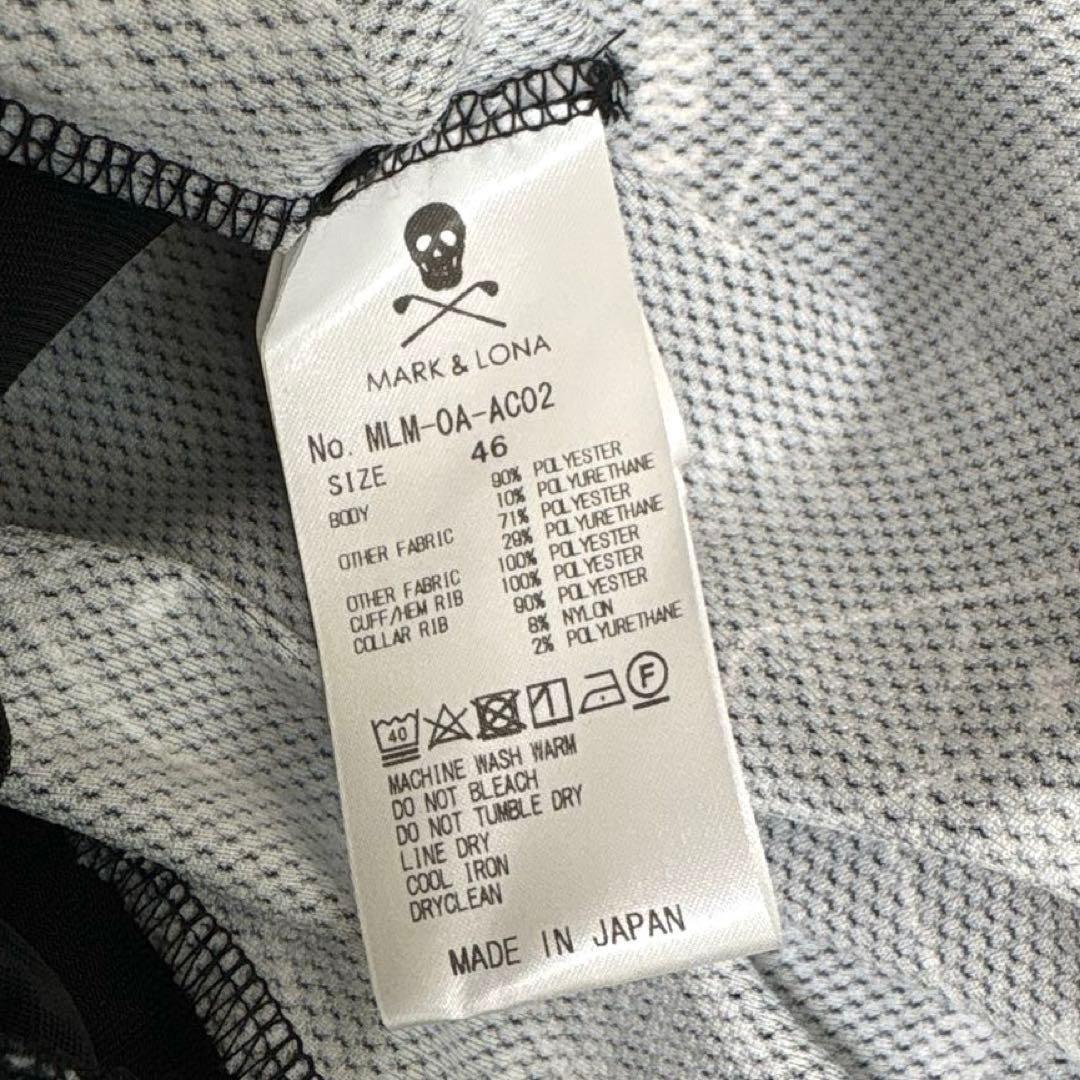 MARK & LONA
No. MLM-OA-AC02
SIZE 46
BODY 90% POLYESTER
10% POLYURETHANE
OTHER FABRIC 71% POLYESTER
29% POLYURETHANE
OTHER FABRIC 100% POLYESTER
CUFF/HEM RIB 100% POLYESTER
COLLAR RIB 90% POLYESTER
8% NYLON
2% POLYURETHANE
40 F
MACHINE WASH WARM
DO NOT BLEACH
DO NOT TUMBLE DRY
LINE DRY
COOL IRON
DRYCLEAN
MADE IN JAPAN